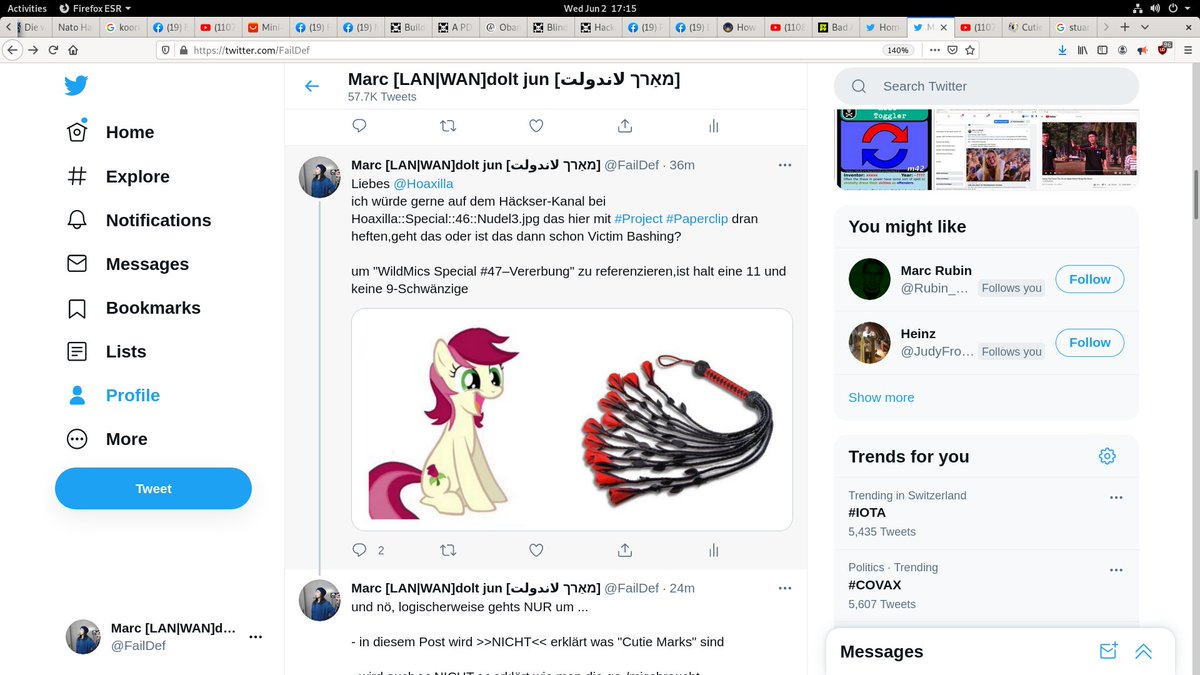 Activities
Firefox ESR
Wed Jun 2 17:15
Die v
Nato Ha
koor
(19) F
(1107
Mini-
(19) F
(19) N
Build
A PD
Obar
Blin
Hack
(19) F
(19) D
How
(1108
Bad A
Hom
M
(1107
Cutie
stuar
https://twitter.com/FailDef
140%
96
Home
Explore
Notifications
Messages
Bookmarks
Lists
Profile
More
Tweet
Marc [LAN|WAN]d...
@FailDef
Marc [LAN|WAN]dolt jun [מאַרך لاندولت]
57.7K Tweets
Marc [LAN|WAN]dolt jun [מאַרך لاندولت] @FailDef · 36m
Liebes @Hoaxilla
ich würde gerne auf dem Häckser-Kanal bei
Hoaxilla::Special::46::Nudel3.jpg das hier mit #Project #Paperclip dran
heften,geht das oder ist das dann schon Victim Bashing?
um "WildMics Special #47–Vererbung" zu referenzieren,ist halt eine 11 und
keine 9-Schwänzige
2
Marc [LAN|WAN]dolt jun [מאַרך لاندولت] @FailDef · 24m
und nö, logischerweise gehts NUR um ...
- in diesem Post wird >>NICHT<< erklärt was "Cutie Marks" sind
Search Twitter
Toggler
m42
You might like
Marc Rubin
@Rubin_... Follows you
Follow
Heinz
@JudyFro... Follows you
Follow
Show more
Trends for you
Trending in Switzerland
#IOTA
5,435 Tweets
Politics · Trending
#COVAX
5,607 Tweets
Messages